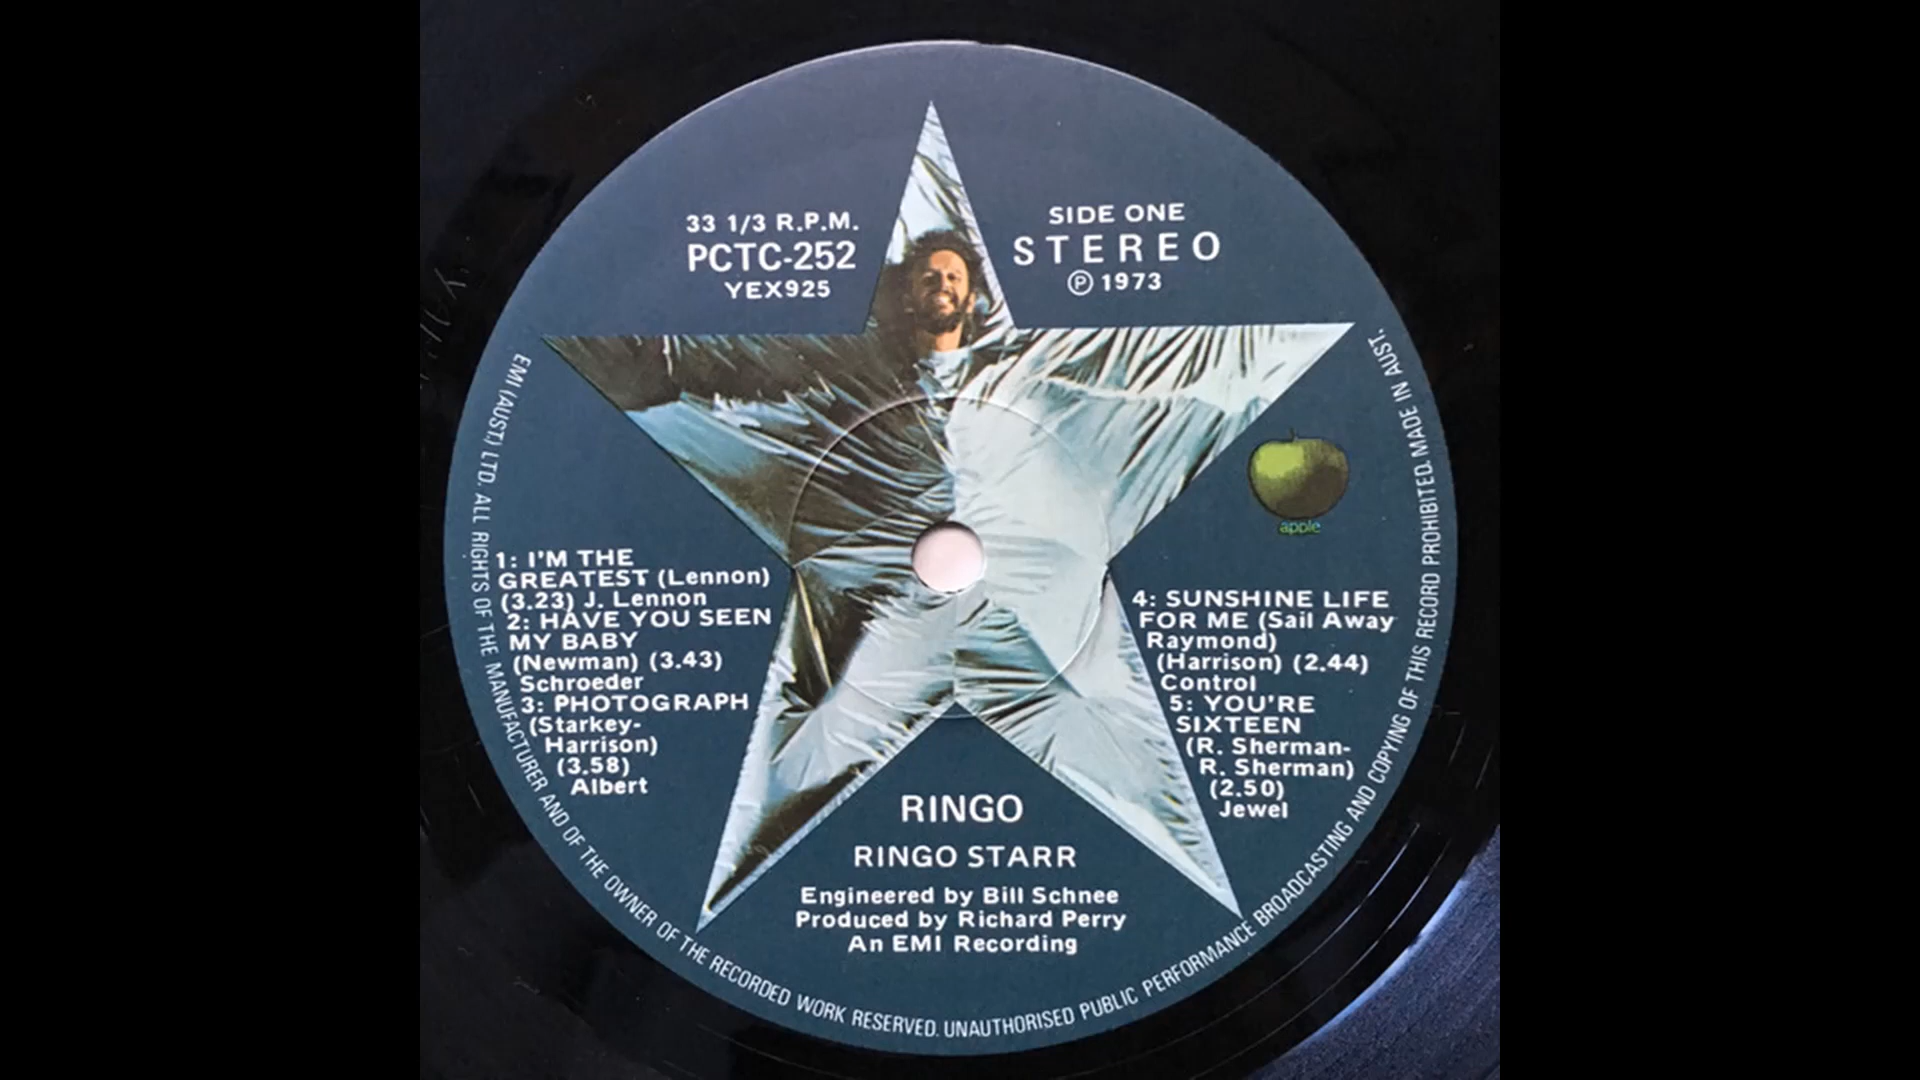 33 1/3 R.P.M.
PCTC-252
YEX925
SIDE ONE
STEREO
Ⓟ 1973
apple
1: I'M THE
GREATEST (Lennon)
(3.23) J. Lennon
2: HAVE YOU SEEN
MY BABY
(Newman) (3.43)
Schroeder
3: PHOTOGRAPH
(Starkey-
Harrison)
(3.58)
Albert
4: SUNSHINE LIFE
FOR ME (Sail Away
Raymond)
(Harrison) (2.44)
Control
5: YOU'RE
SIXTEEN
(R. Sherman-
R. Sherman)
(2.50)
Jewel
RINGO
RINGO STARR
Engineered by Bill Schnee
Produced by Richard Perry
An EMI Recording
EMI (AUST.) LTD. ALL RIGHTS OF THE MANUFACTURER AND OF THE OWNER OF THE RECORDED WORK RESERVED. UNAUTHORISED PUBLIC PERFORMANCE BROADCASTING AND COPYING OF THIS RECORD PROHIBITED. MADE IN AUST.